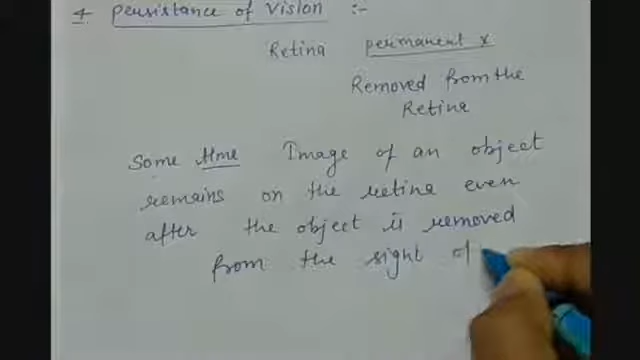 4 Persistance of vision :-
Retina permanent x
Removed from the
Retina
Some time Image of an object
remains on the retina even
after the object is removed
from the sight of